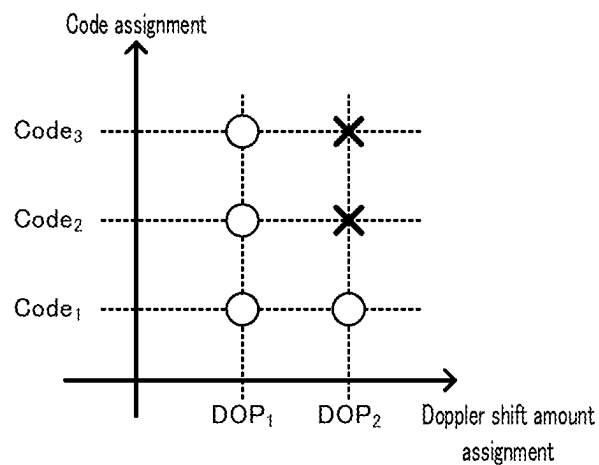 Code assignment
Code₃
Code₂
Code₁
DOP₁ DOP₂
Doppler shift amount
assignment